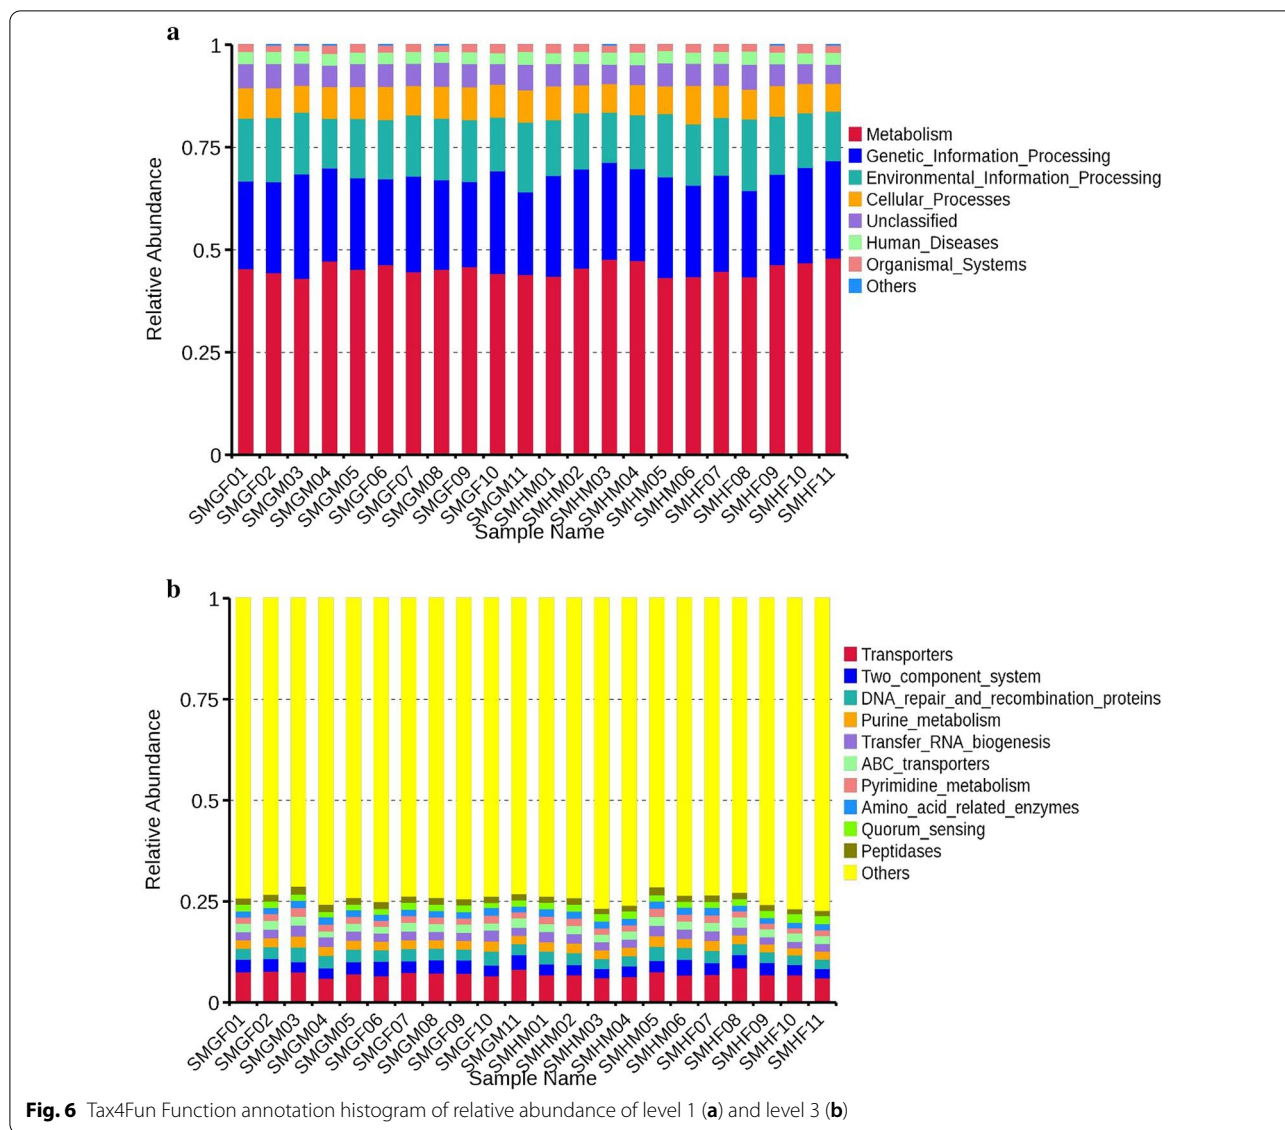 a
1
0.75
0.5
0.25
0
Relative Abundance
SMGF01
SMGF02
SMGM03
SMGM04
SMGM05
SMGF06
SMGF07
SMGM08
SMGF09
SMGF10
SMGM11
SMHM01
SMHM02
SMHM03
SMHM04
SMHM05
SMHM06
SMHF07
SMHF08
SMHF09
SMHF10
SMHF11
Sample Name
Metabolism
Genetic_Information_Processing
Environmental_Information_Processing
Cellular_Processes
Unclassified
Human_Diseases
Organismal_Systems
Others
b
1
0.75
0.5
0.25
0
Relative Abundance
SMGF01
SMGF02
SMGM03
SMGM04
SMGM05
SMGF06
SMGF07
SMGM08
SMGF09
SMGF10
SMGM11
SMHM01
SMHM02
SMHM03
SMHM04
SMHM05
SMHM06
SMHF07
SMHF08
SMHF09
SMHF10
SMHF11
Sample Name
Transporters
Two_component_system
DNA_repair_and_recombination_proteins
Purine_metabolism
Transfer_RNA_biogenesis
ABC_transporters
Pyrimidine_metabolism
Amino_acid_related_enzymes
Quorum_sensing
Peptidases
Others
Fig. 6 Tax4Fun Function annotation histogram of relative abundance of level 1 (a) and level 3 (b)